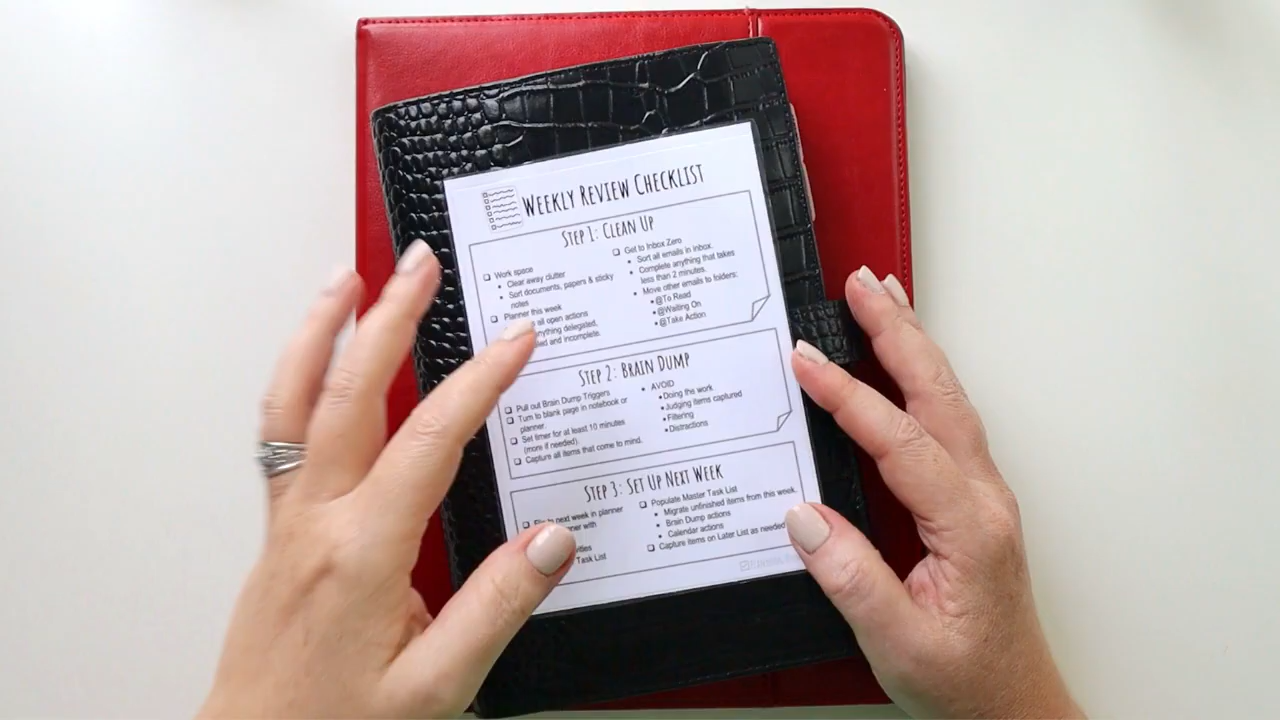 WEEKLY REVIEW CHECKLIST
STEP 1: CLEAN UP
Work space
Clear away clutter
Sort documents, papers & sticky
notes
Planner this week
all open actions
anything delegated,
and incomplete.
Get to Inbox Zero
Sort all emails in inbox.
Complete anything that takes
less than 2 minutes.
Move other emails to folders:
@To Read
@Waiting On
@Take Action
STEP 2: BRAIN DUMP
Pull out Brain Dump Triggers
Turn to blank page in notebook or
planner.
Set timer for at least 10 minutes
(more if needed).
Capture all items that come to mind.
AVOID
Doing the work
Judging items captured
Filtering
Distractions
STEP 3: SET UP NEXT WEEK
next week in planner
with
Task List
Populate Master Task List
Migrate unfinished items from this week.
Brain Dump actions
Calendar actions
Capture items on Later List as needed